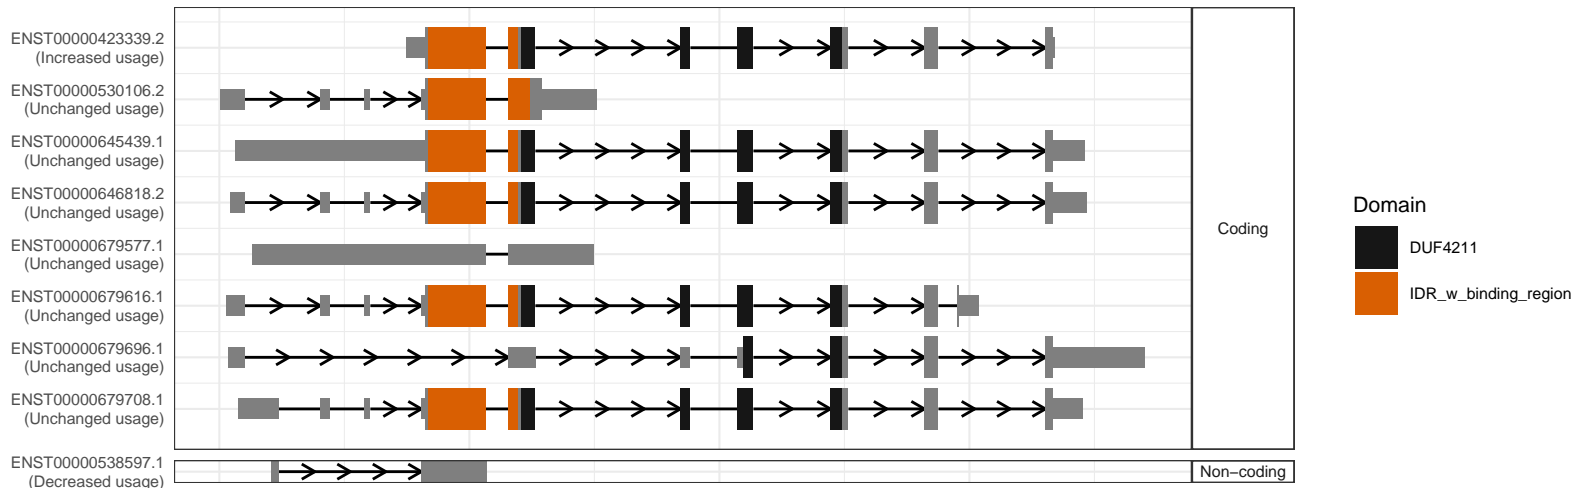 ENST00000423339.2
(Increased usage)
ENST00000530106.2
(Unchanged usage)
ENST00000645439.1
(Unchanged usage)
ENST00000646818.2
(Unchanged usage)
ENST00000679577.1
(Unchanged usage)
ENST00000679616.1
(Unchanged usage)
ENST00000679696.1
(Unchanged usage)
ENST00000679708.1
(Unchanged usage)
ENST00000538597.1
(Decreased usage)
Coding
Non−coding
Domain
DUF4211
IDR_w_binding_region